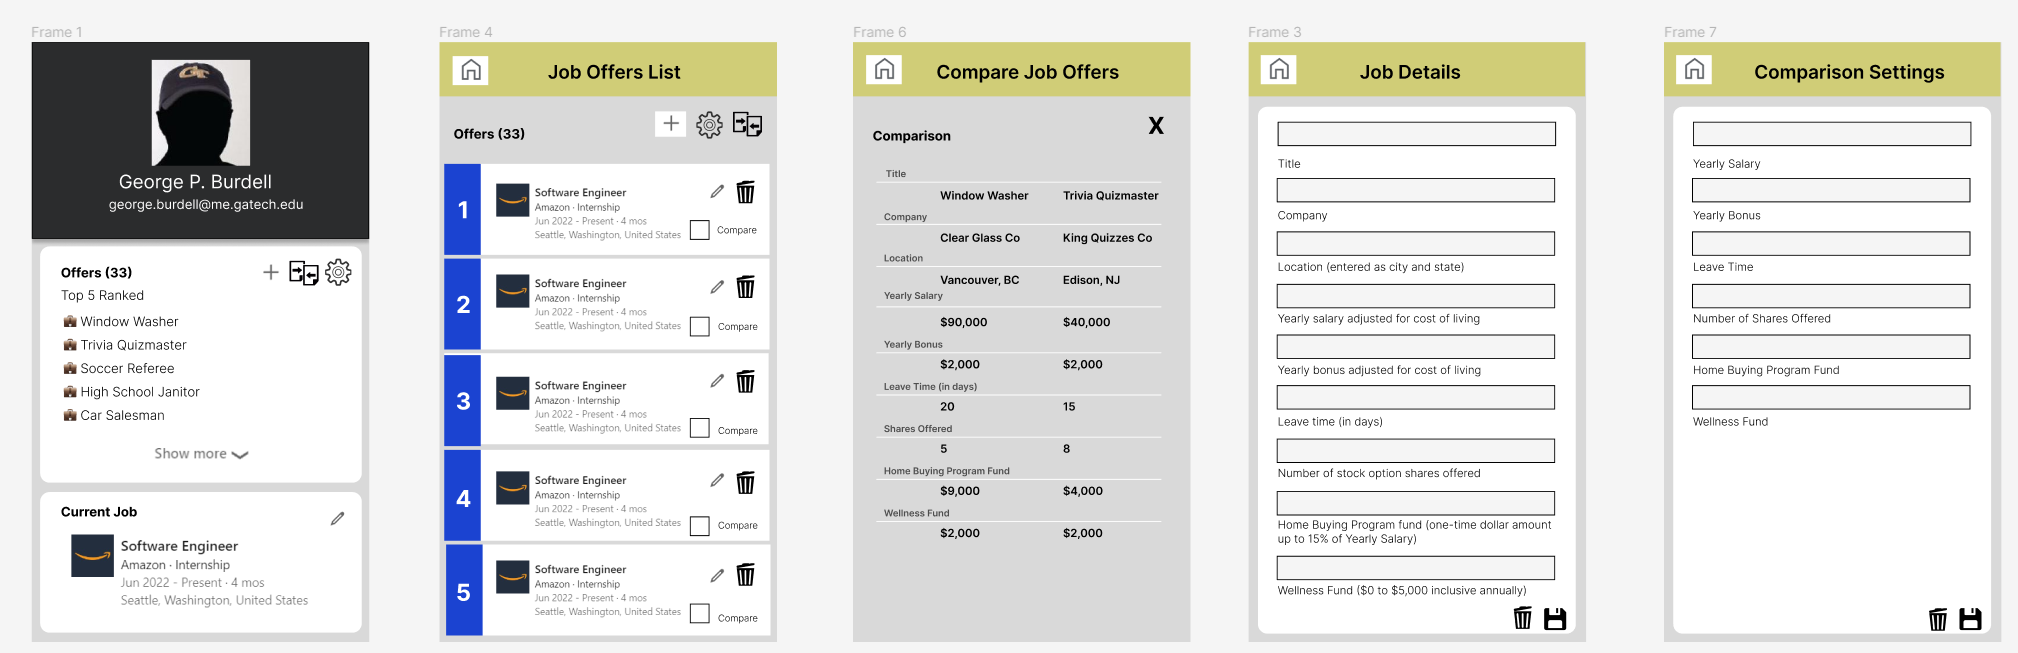 Frame 1
GT
George P. Burdell
george.burdell@me.gatech.edu
Offers (33)
Top 5 Ranked
Window Washer
Trivia Quizmaster
Soccer Referee
High School Janitor
Car Salesman
Show more
Current Job
Software Engineer
Amazon · Internship
Jun 2022 - Present · 4 mos
Seattle, Washington, United States
Frame 4
Job Offers List
Offers (33)
1
Software Engineer
Amazon · Internship
Jun 2022 - Present · 4 mos
Seattle, Washington, United States
Compare
2
Software Engineer
Amazon · Internship
Jun 2022 - Present · 4 mos
Seattle, Washington, United States
Compare
3
Software Engineer
Amazon · Internship
Jun 2022 - Present · 4 mos
Seattle, Washington, United States
Compare
4
Software Engineer
Amazon · Internship
Jun 2022 - Present · 4 mos
Seattle, Washington, United States
Compare
5
Software Engineer
Amazon · Internship
Jun 2022 - Present · 4 mos
Seattle, Washington, United States
Compare
Frame 6
Compare Job Offers
X
Comparison
Title
Window Washer Trivia Quizmaster
Company
Clear Glass Co King Quizzes Co
Location
Vancouver, BC Edison, NJ
Yearly Salary
$90,000 $40,000
Yearly Bonus
$2,000 $2,000
Leave Time (in days)
20 15
Shares Offered
5 8
Home Buying Program Fund
$9,000 $4,000
Wellness Fund
$2,000 $2,000
Frame 3
Job Details
Title
Company
Location (entered as city and state)
Yearly salary adjusted for cost of living
Yearly bonus adjusted for cost of living
Leave time (in days)
Number of stock option shares offered
Home Buying Program fund (one-time dollar amount
up to 15% of Yearly Salary)
Wellness Fund ($0 to $5,000 inclusive annually)
Frame 7
Comparison Settings
Yearly Salary
Yearly Bonus
Leave Time
Number of Shares Offered
Home Buying Program Fund
Wellness Fund